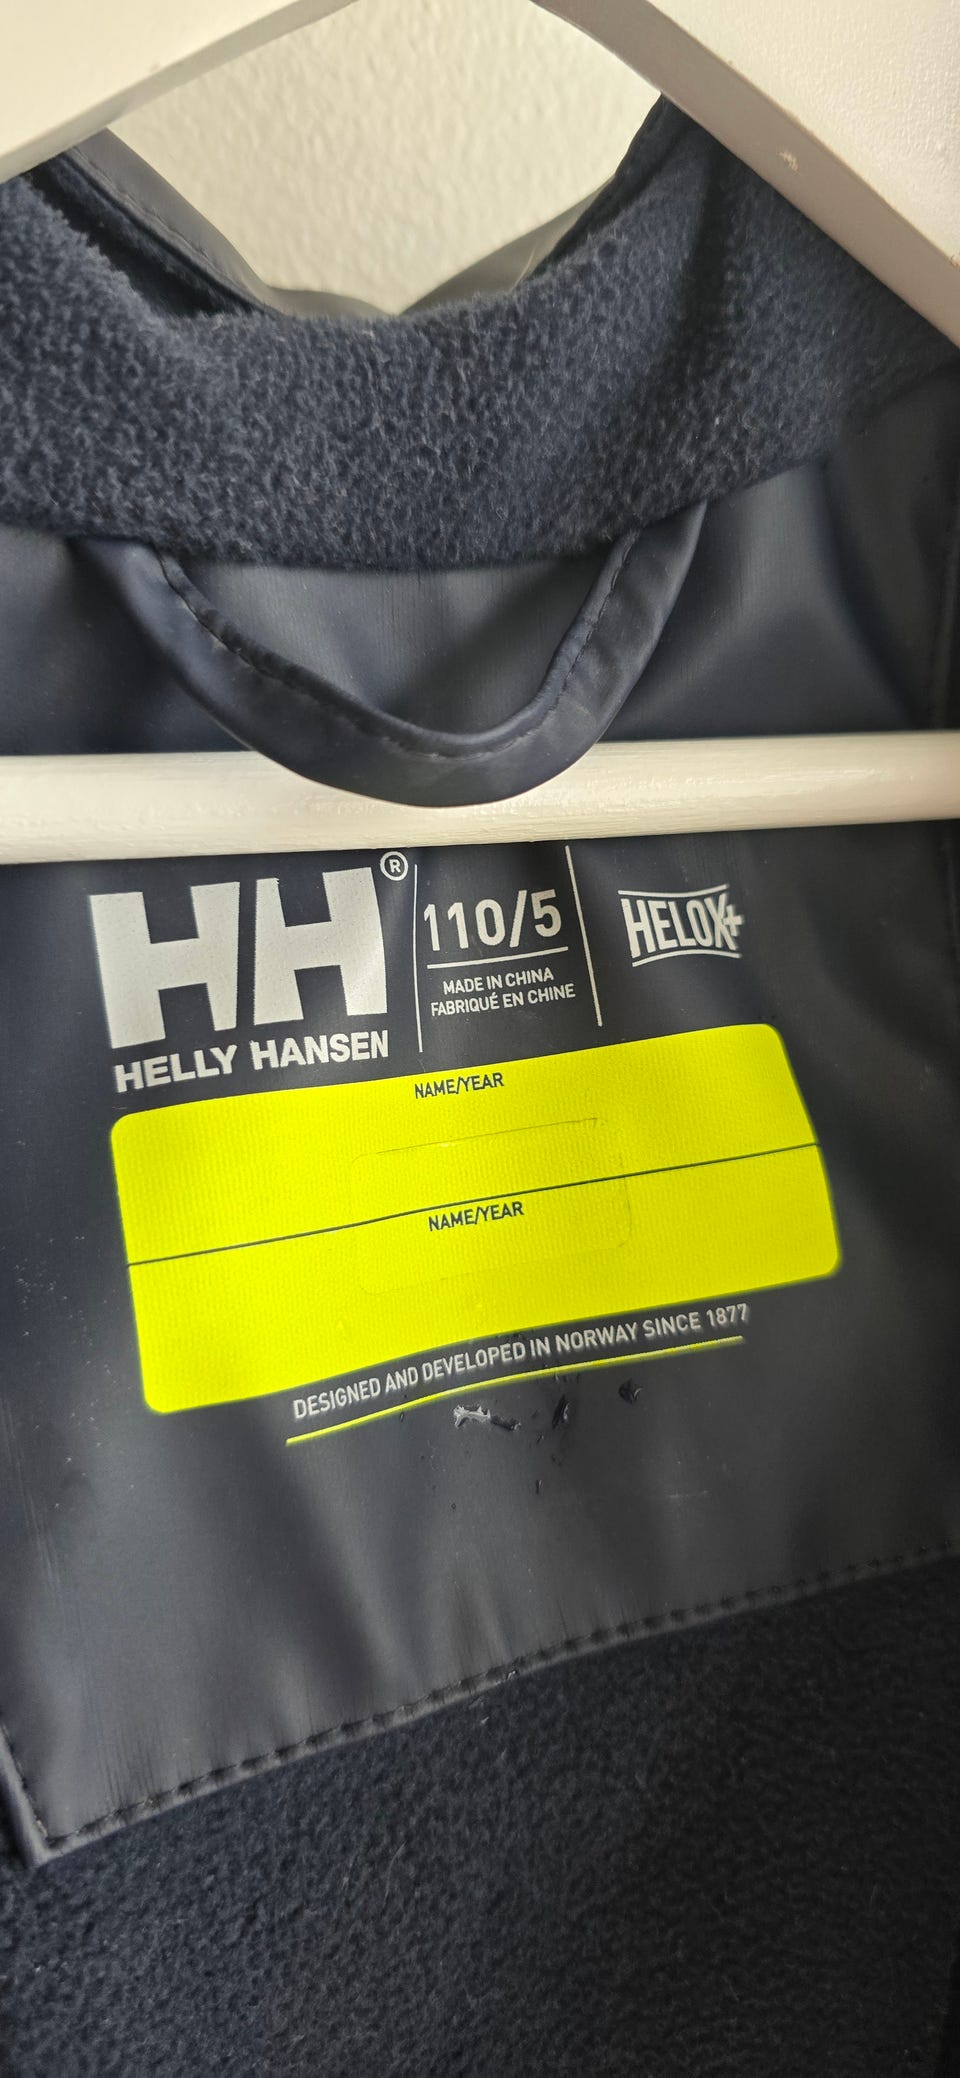 HH®
HELLY HANSEN
110/5
MADE IN CHINA
FABRIQUÉ EN CHINE
HELOX+
NAME/YEAR
NAME/YEAR
DESIGNED AND DEVELOPED IN NORWAY SINCE 1877